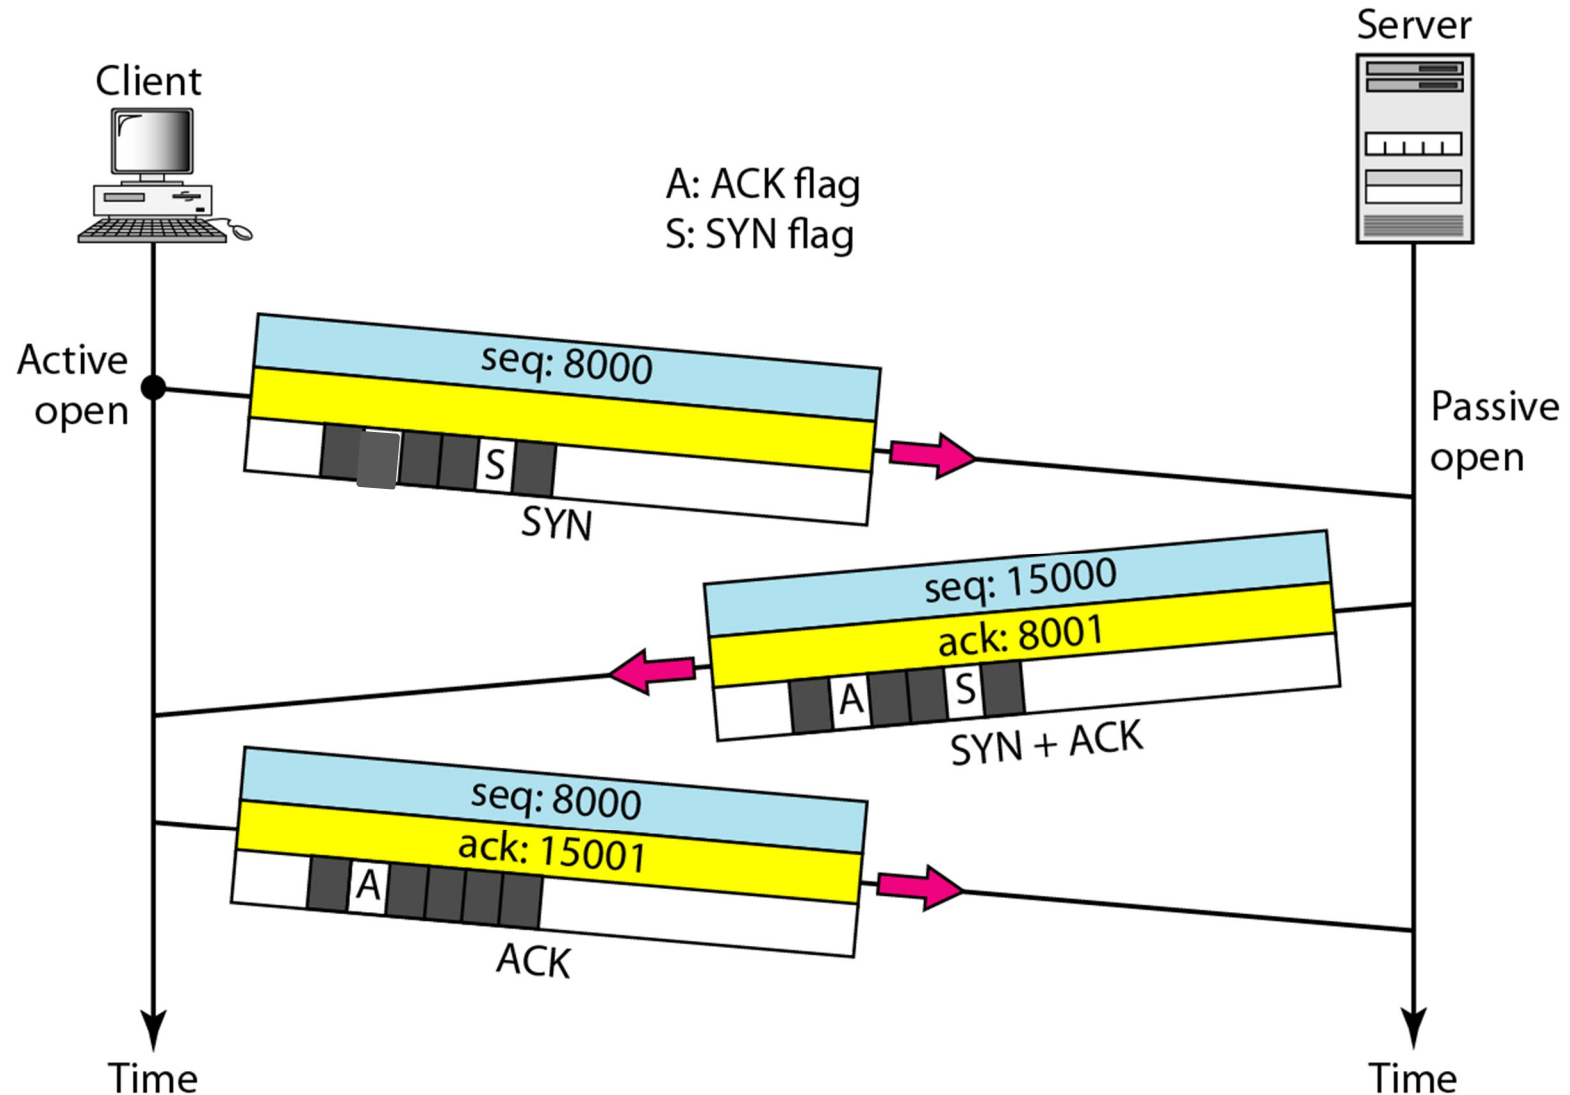 Server
Client
A: ACK flag
S: SYN flag
Active
open
seq: 8000
S
SYN
Passive
open
seq: 15000
ack: 8001
A S
SYN + ACK
seq: 8000
ack: 15001
A
ACK
Time
Time